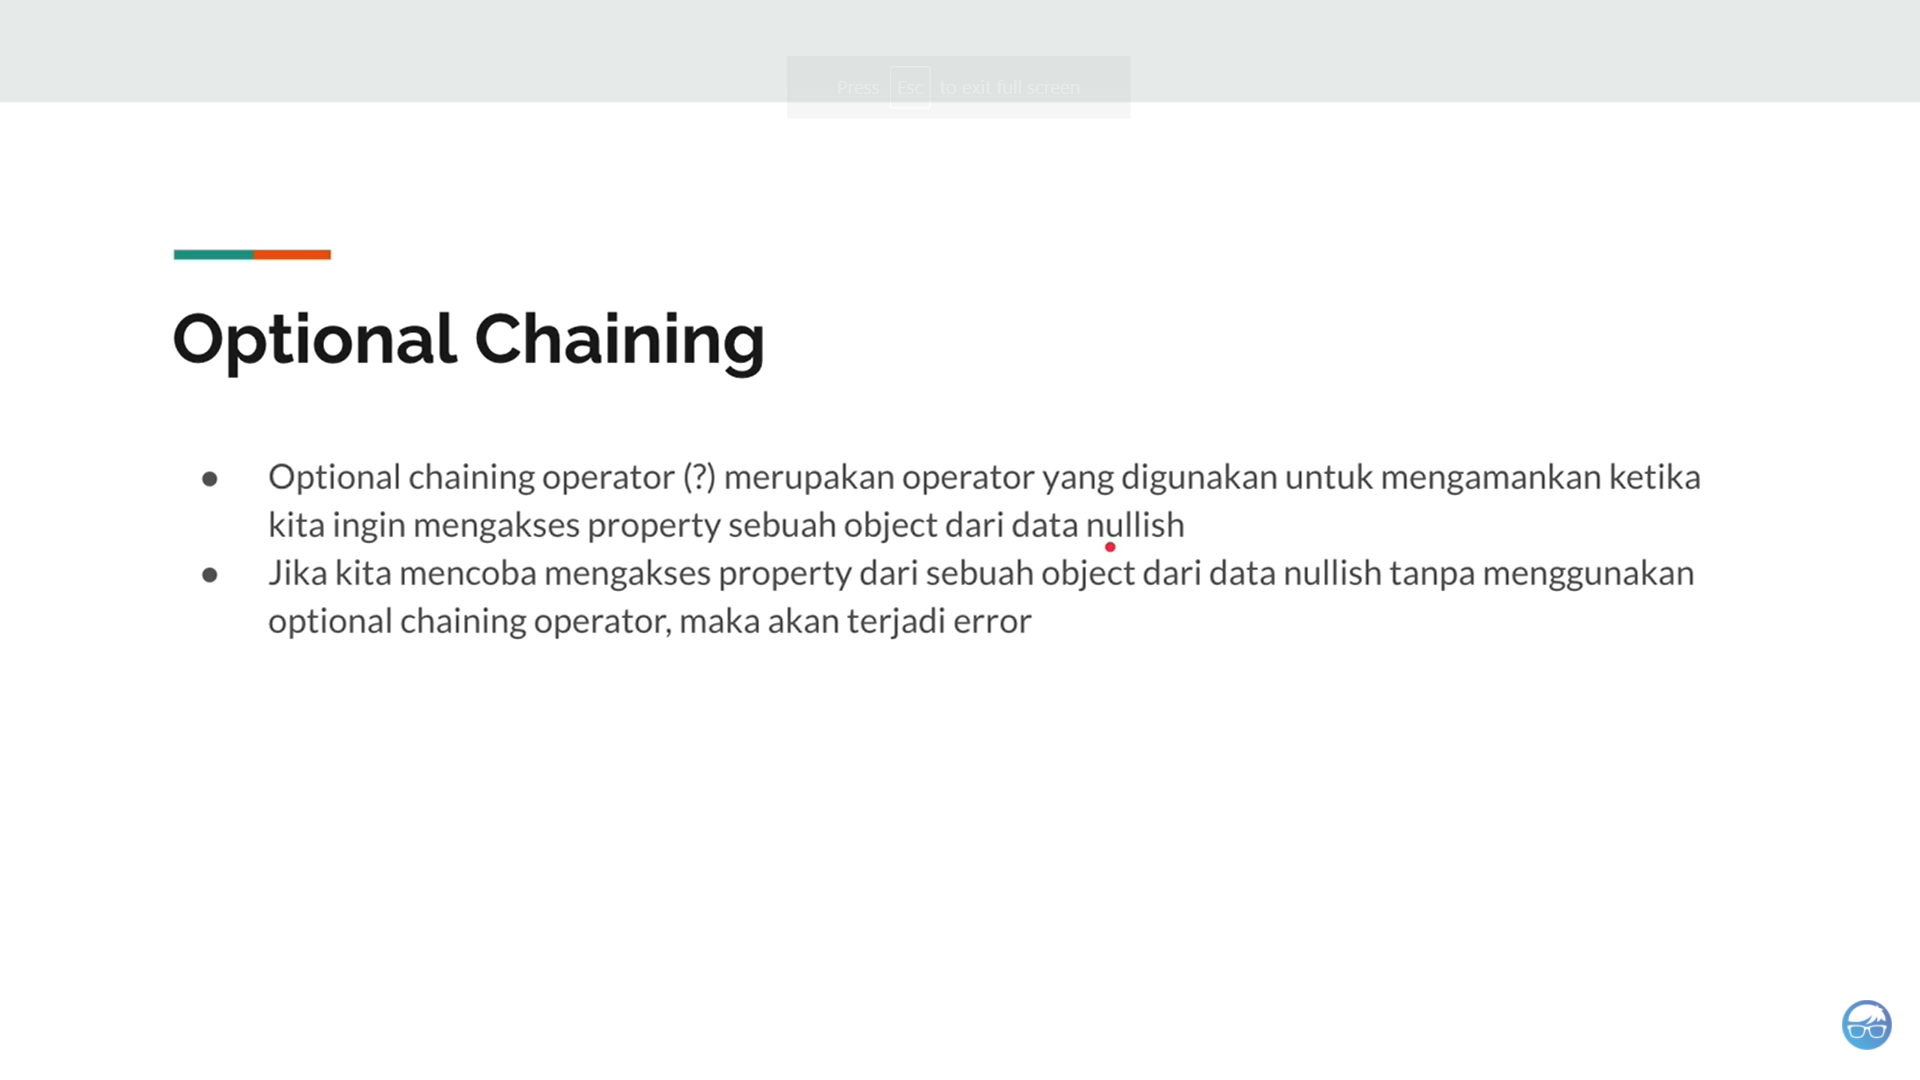 Press Esc to exit full screen
Optional Chaining
● Optional chaining operator (?) merupakan operator yang digunakan untuk mengamankan ketika
kita ingin mengakses property sebuah object dari data nullish
● Jika kita mencoba mengakses property dari sebuah object dari data nullish tanpa menggunakan
optional chaining operator, maka akan terjadi error